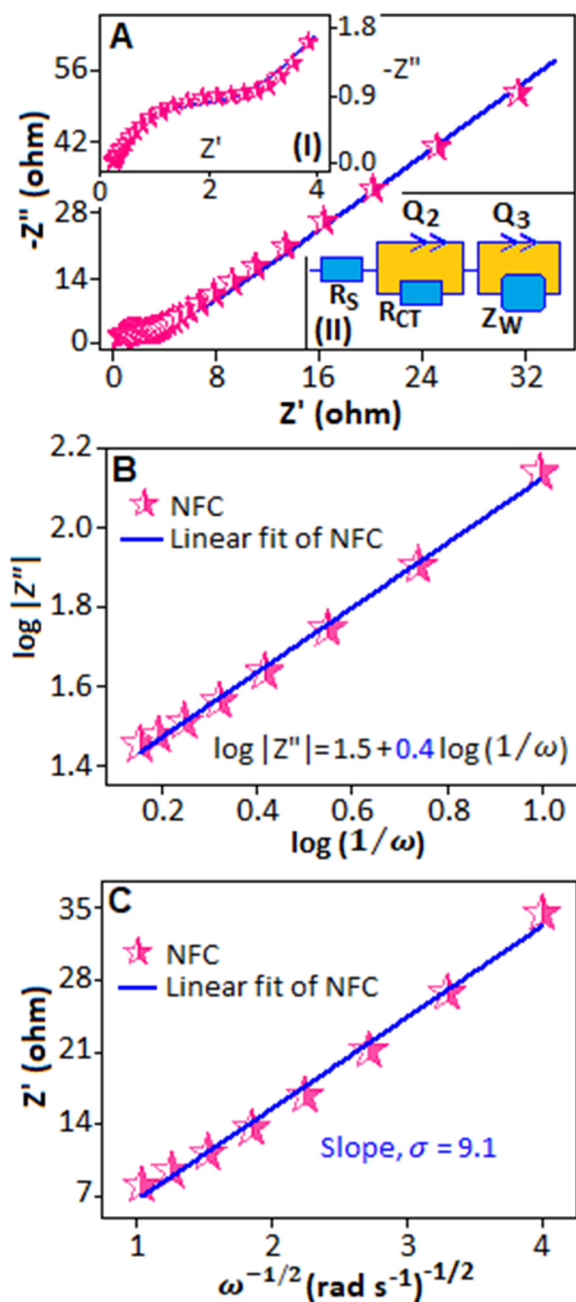 A
1.8
56
-Z"
0.9
42
Z'
(I)
0.0
0
2
4
-Z" (ohm)
28
Q2
Q3
14
RS
RCT
ZW
(II)
0
0
8
16
24
32
Z' (ohm)
B
2.2
NFC
Linear fit of NFC
2.0
log |Z"|
1.8
1.6
log |Z"|=1.5+0.4 log (1/ω)
1.4
0.2
0.4
0.6
0.8
1.0
log (1/ω)
C
35
NFC
Linear fit of NFC
28
Z' (ohm)
21
14
Slope, σ = 9.1
7
1
2
3
4
ω⁻¹/² (rad s⁻¹)⁻¹/²